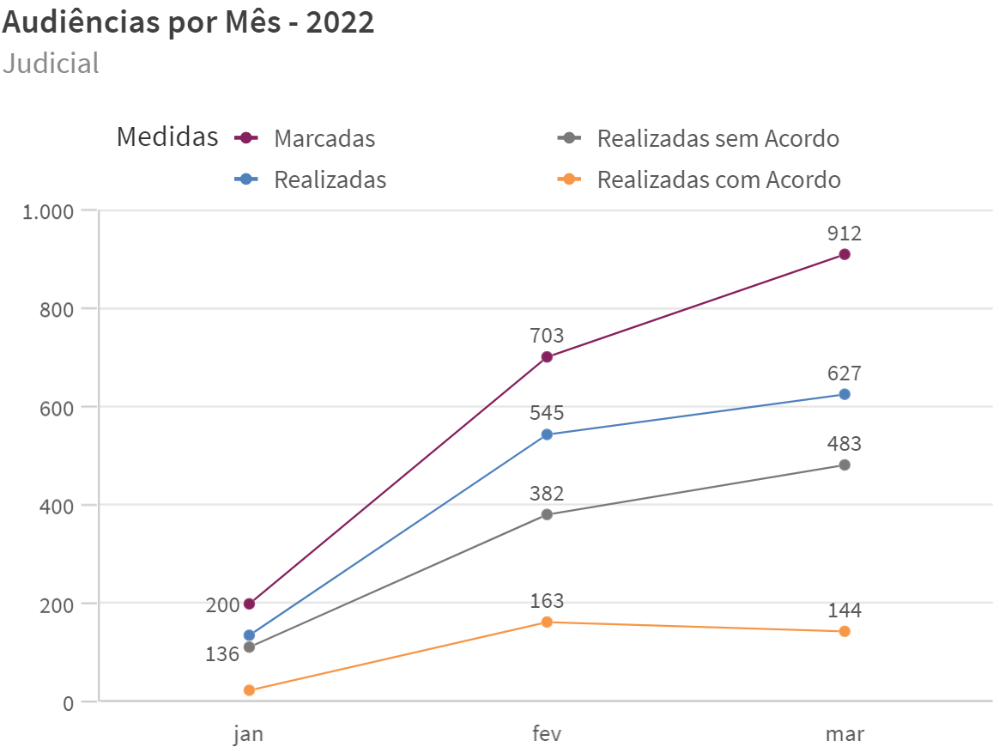 Audiências por Mês - 2022
Judicial
Medidas
Marcadas
Realizadas sem Acordo
Realizadas
Realizadas com Acordo
1.000
800
600
400
200
0
912
703
627
545
483
382
200
163
144
136
jan
fev
mar